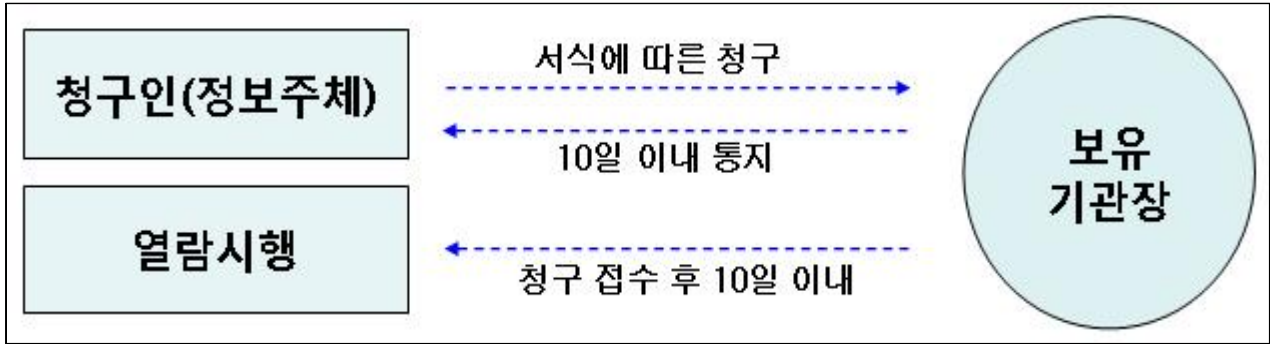 청구인(정보주체)
서식에 따른 청구
10일 이내 통지
보유
기관장
열람시행
청구 접수 후 10일 이내